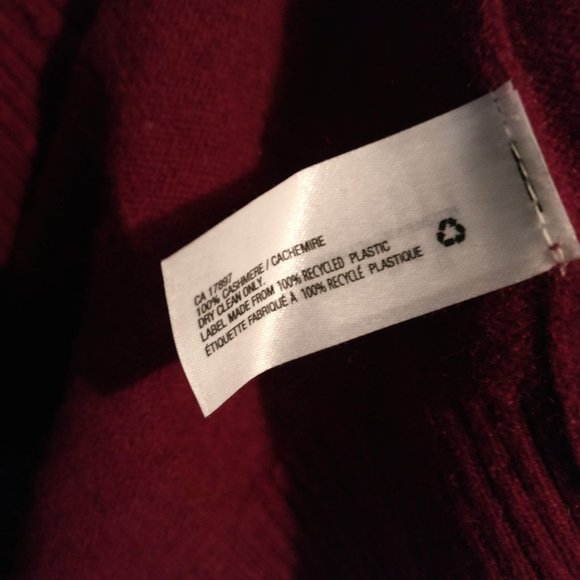 CA 17897
100% CASHMERE / CACHEMIRE
DRY CLEAN ONLY.
LABEL MADE FROM 100% RECYCLED PLASTIC
ÉTIQUETTE FABRIQUÉ À 100% RECYCLÉ PLASTIQUE